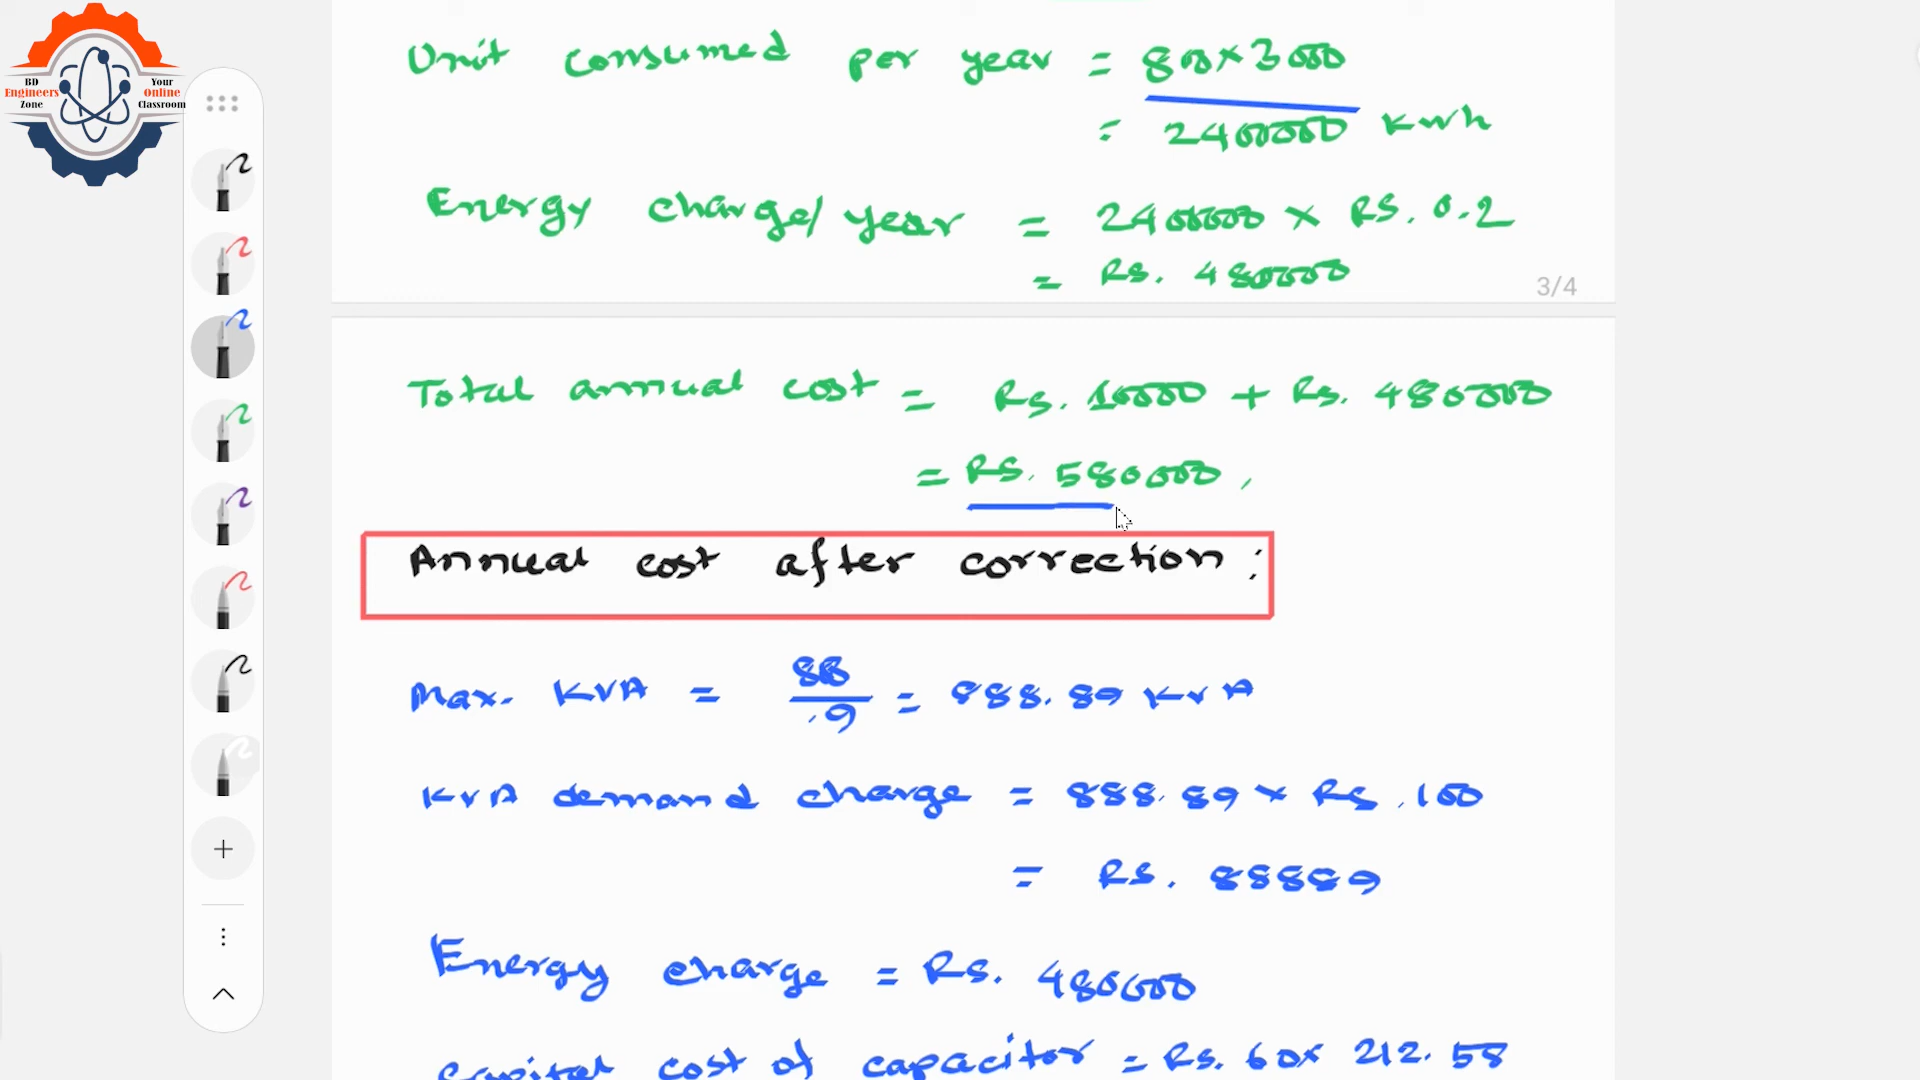 BD
Engineers
Zone
Your
Online
Classroom
Unit consumed per year = 800×3000
= 2400000 kwh
Energy charge/year = 2400000 × RS. 0.2
= RS. 480000
3/4
Total annual cost = Rs. 10000 + Rs. 480000
= RS. 580000,
Annual cost after correction:
Max. KVA = 800/.9 = 888.89 KVA
KVA demand charge = 888.89 × Rs. 100
= RS. 88889
Energy charge = RS. 480000
Capital cost of capacitor = RS. 60× 212.58